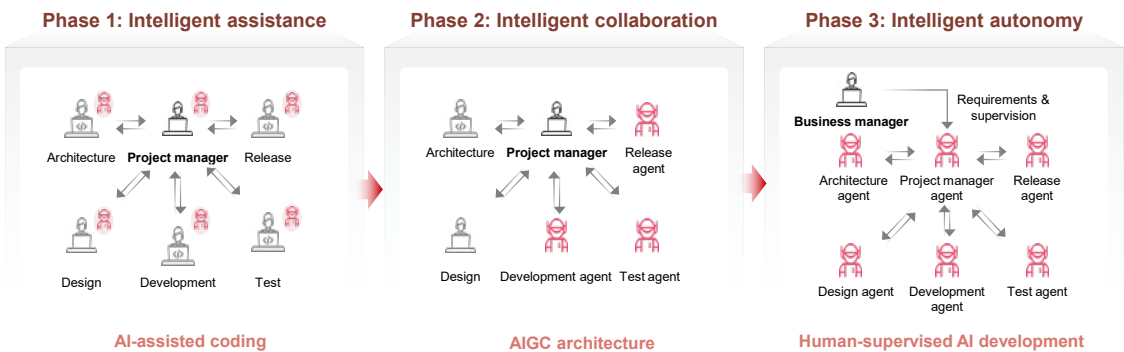 Phase 1: Intelligent assistance
Architecture
Project manager
Release
Design
Development
Test
AI-assisted coding
Phase 2: Intelligent collaboration
Architecture
Project manager
Release
agent
Design
Development agent
Test agent
AIGC architecture
Phase 3: Intelligent autonomy
Business manager
Requirements &
supervision
Architecture
agent
Project manager
agent
Release
agent
Design agent
Development
agent
Test agent
Human-supervised AI development